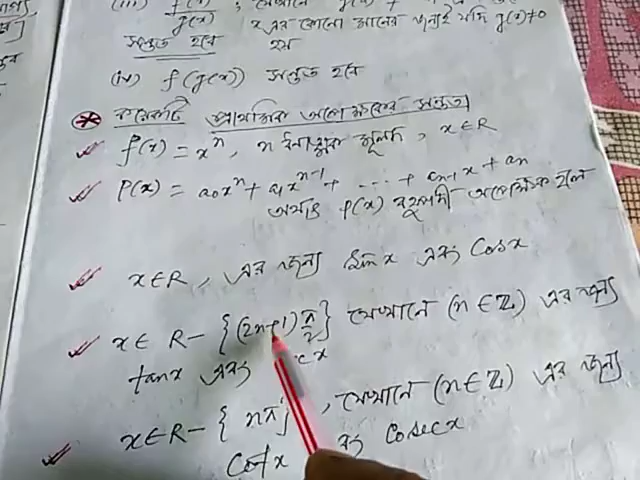 (iii) f(x)/g(x)
x এর কোনো মানের জন্যই যদি g(x)≠0
সন্তত হবে হয়
(iv) f(g(x)) সন্তত হবে
কয়েকটি প্রাথমিক অপেক্ষকের সন্ততা
f(x) = xⁿ, n ধনাত্মক মূলদ, x∈R
P(x) = a₀xⁿ + a₁xⁿ⁻¹ + ... + aₙ₋₁x + aₙ
অর্থাৎ P(x) বহুপদী অপেক্ষক হলে
x∈R, এর জন্য sin x এবং cos x
x∈R – {(2n+1)π/2} যেখানে (n∈Z) এর জন্য
tan x এবং
x∈R – {nπ}, যেখানে (n∈Z) এর জন্য
cot x cosec x